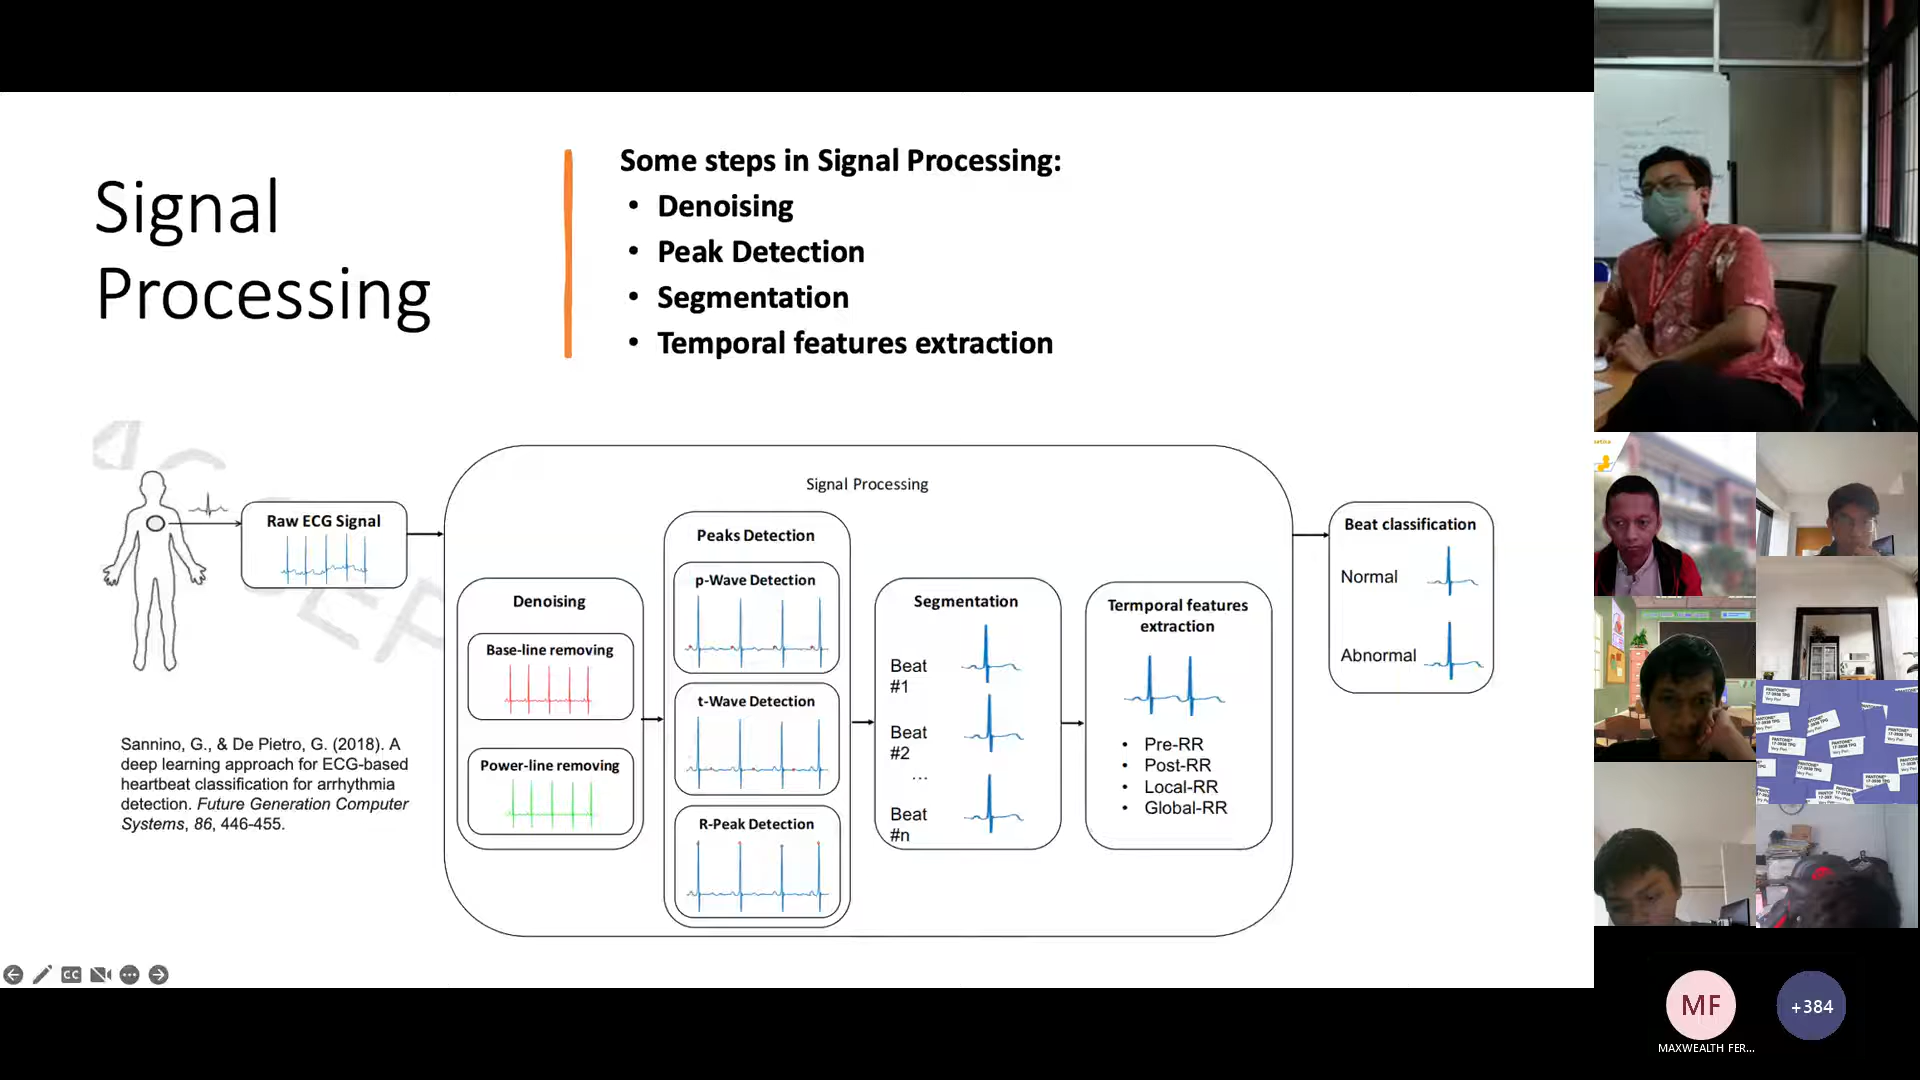 Signal
Processing
Some steps in Signal Processing:
• Denoising
• Peak Detection
• Segmentation
• Temporal features extraction
Signal Processing
Raw ECG Signal
Denoising
Base-line removing
Power-line removing
Peaks Detection
p-Wave Detection
t-Wave Detection
R-Peak Detection
Segmentation
Beat
#1
Beat
#2
...
Beat
#n
Termporal features
extraction
• Pre-RR
• Post-RR
• Local-RR
• Global-RR
Beat classification
Normal
Abnormal
Sannino, G., & De Pietro, G. (2018). A
deep learning approach for ECG-based
heartbeat classification for arrhythmia
detection. Future Generation Computer
Systems, 86, 446-455.
CC
PANTONE®
MF
+384
MAXWEALTH FER...